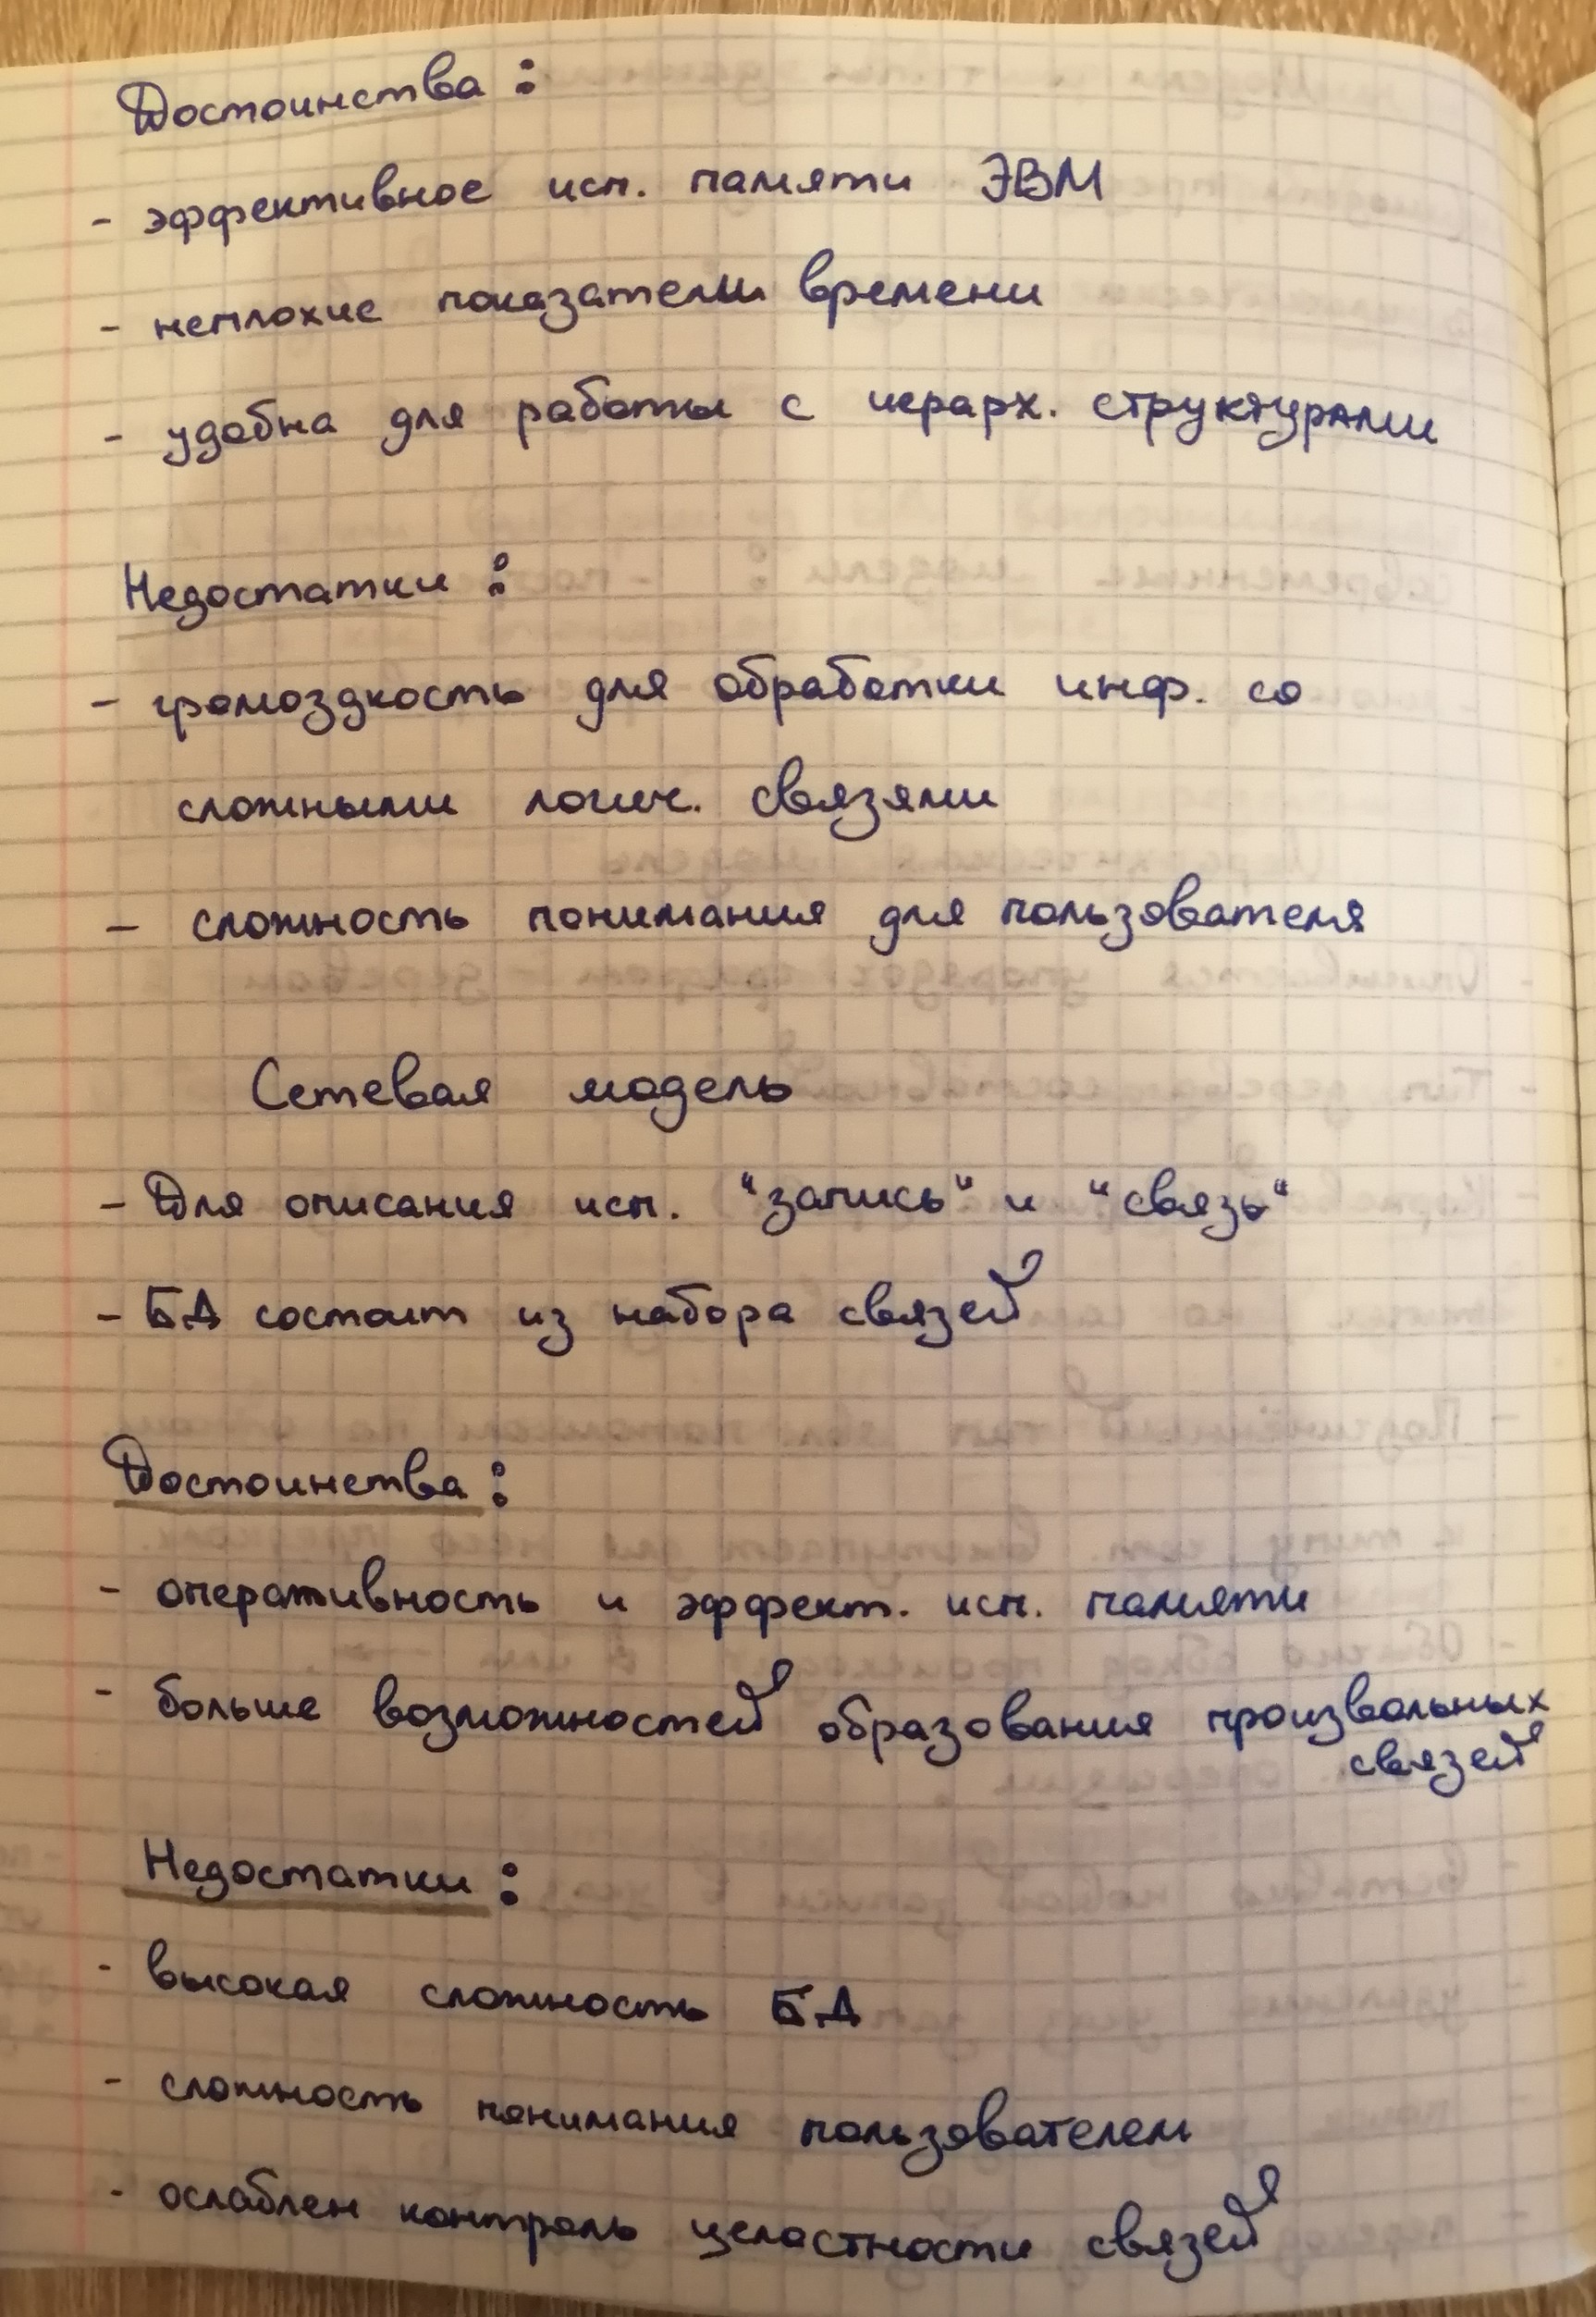 Достоинства:
- эффективное исп. памяти ЭВМ
- неплохие показатели времени
- удобна для работы с иерарх. структурами
Недостатки:
- громоздкость для обработки инф. со
сложными логич. связями
- сложность понимания для пользователя
Сетевая модель
- Для описания исп. "запись" и "связь"
- БД состоит из набора связей
Достоинства:
- оперативность и эффект. исп. памяти
- больше возможностей образования произвольных
связей
Недостатки:
- высокая сложность БД
- сложность понимания пользователем
- ослаблен контроль целостности связей